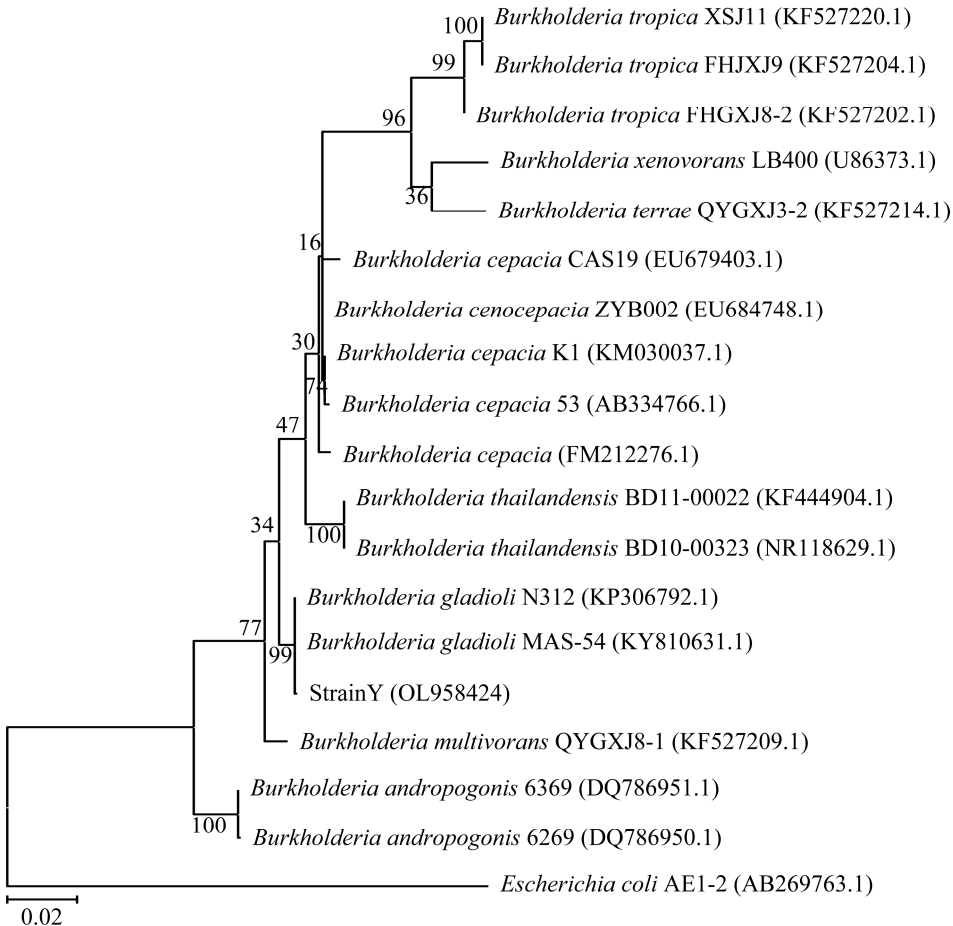 100
Burkholderia tropica XSJ11 (KF527220.1)
99
Burkholderia tropica FHJXJ9 (KF527204.1)
96
Burkholderia tropica FHGXJ8-2 (KF527202.1)
Burkholderia xenovorans LB400 (U86373.1)
36
Burkholderia terrae QYGXJ3-2 (KF527214.1)
16
Burkholderia cepacia CAS19 (EU679403.1)
Burkholderia cenocepacia ZYB002 (EU684748.1)
30
Burkholderia cepacia K1 (KM030037.1)
74
Burkholderia cepacia 53 (AB334766.1)
47
Burkholderia cepacia (FM212276.1)
Burkholderia thailandensis BD11-00022 (KF444904.1)
34
100
Burkholderia thailandensis BD10-00323 (NR118629.1)
Burkholderia gladioli N312 (KP306792.1)
77
Burkholderia gladioli MAS-54 (KY810631.1)
99
StrainY (OL958424)
Burkholderia multivorans QYGXJ8-1 (KF527209.1)
Burkholderia andropogonis 6369 (DQ786951.1)
100
Burkholderia andropogonis 6269 (DQ786950.1)
Escherichia coli AE1-2 (AB269763.1)
0.02